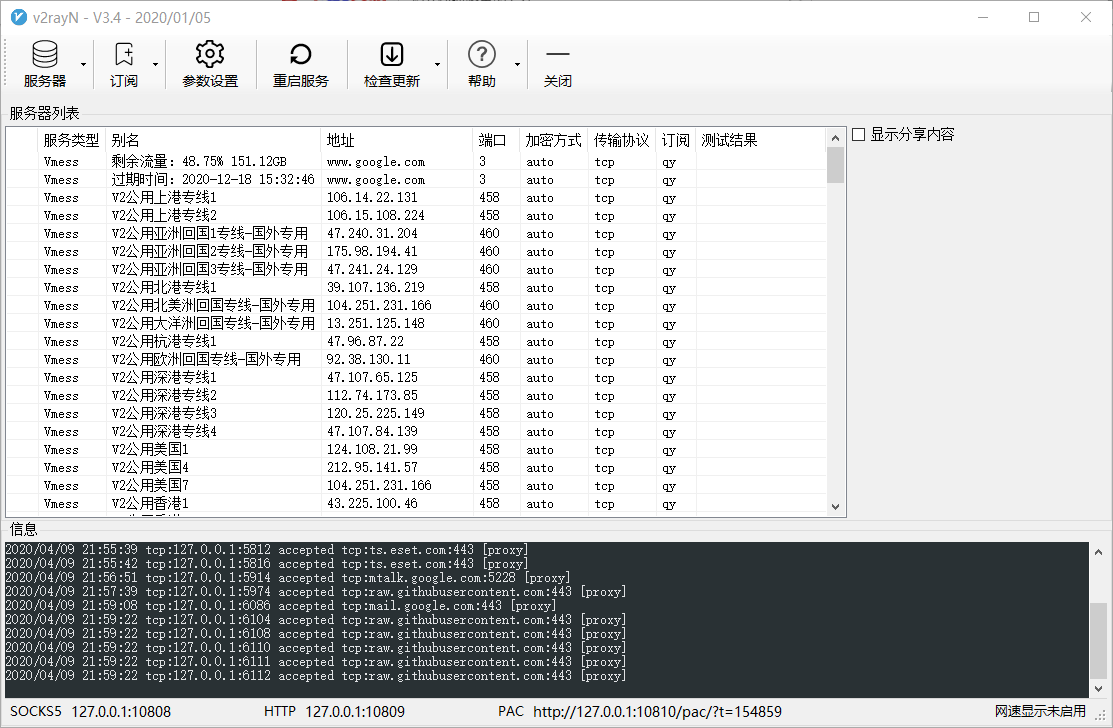 v2rayN - V3.4 - 2020/01/05
服务器 订阅 参数设置 重启服务 检查更新 帮助 关闭
服务器列表
服务类型 别名 地址 端口 加密方式 传输协议 订阅 测试结果
显示分享内容
Vmess 剩余流量: 48.75% 151.12GB www.google.com 3 auto tcp qy
Vmess 过期时间: 2020-12-18 15:32:46 www.google.com 3 auto tcp qy
Vmess V2公用上港专线1 106.14.22.131 458 auto tcp qy
Vmess V2公用上港专线2 106.15.108.224 458 auto tcp qy
Vmess V2公用亚洲回国1专线-国外专用 47.240.31.204 460 auto tcp qy
Vmess V2公用亚洲回国2专线-国外专用 175.98.194.41 460 auto tcp qy
Vmess V2公用亚洲回国3专线-国外专用 47.241.24.129 460 auto tcp qy
Vmess V2公用北港专线1 39.107.136.219 458 auto tcp qy
Vmess V2公用北美洲回国专线-国外专用 104.251.231.166 460 auto tcp qy
Vmess V2公用大洋洲回国专线-国外专用 13.251.125.148 460 auto tcp qy
Vmess V2公用杭港专线1 47.96.87.22 458 auto tcp qy
Vmess V2公用欧洲回国专线-国外专用 92.38.130.11 460 auto tcp qy
Vmess V2公用深港专线1 47.107.65.125 458 auto tcp qy
Vmess V2公用深港专线2 112.74.173.85 458 auto tcp qy
Vmess V2公用深港专线3 120.25.225.149 458 auto tcp qy
Vmess V2公用深港专线4 47.107.84.139 458 auto tcp qy
Vmess V2公用美国1 124.108.21.99 458 auto tcp qy
Vmess V2公用美国4 212.95.141.57 458 auto tcp qy
Vmess V2公用美国7 104.251.231.166 458 auto tcp qy
Vmess V2公用香港1 43.225.100.46 458 auto tcp qy
信息
2020/04/09 21:55:39 tcp:127.0.0.1:5812 accepted tcp:ts.eset.com:443 [proxy]
2020/04/09 21:55:42 tcp:127.0.0.1:5816 accepted tcp:ts.eset.com:443 [proxy]
2020/04/09 21:56:51 tcp:127.0.0.1:5914 accepted tcp:mtalk.google.com:5228 [proxy]
2020/04/09 21:57:39 tcp:127.0.0.1:5974 accepted tcp:raw.githubusercontent.com:443 [proxy]
2020/04/09 21:59:08 tcp:127.0.0.1:6086 accepted tcp:mail.google.com:443 [proxy]
2020/04/09 21:59:22 tcp:127.0.0.1:6104 accepted tcp:raw.githubusercontent.com:443 [proxy]
2020/04/09 21:59:22 tcp:127.0.0.1:6108 accepted tcp:raw.githubusercontent.com:443 [proxy]
2020/04/09 21:59:22 tcp:127.0.0.1:6110 accepted tcp:raw.githubusercontent.com:443 [proxy]
2020/04/09 21:59:22 tcp:127.0.0.1:6111 accepted tcp:raw.githubusercontent.com:443 [proxy]
2020/04/09 21:59:22 tcp:127.0.0.1:6112 accepted tcp:raw.githubusercontent.com:443 [proxy]
SOCKS5 127.0.0.1:10808 HTTP 127.0.0.1:10809 PAC http://127.0.0.1:10810/pac/?t=154859 网速显示未启用